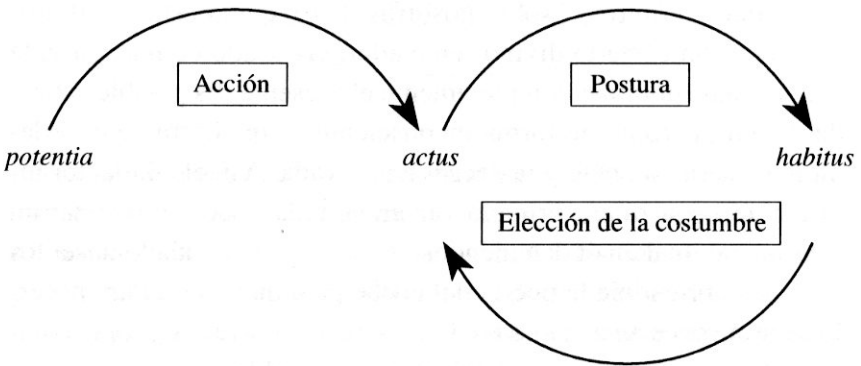 Acción
Postura
potentia
actus
habitus
Elección de la costumbre